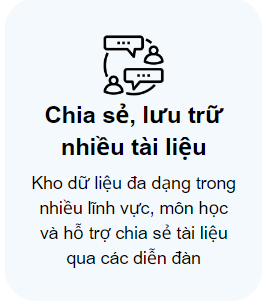 Chia sẻ, lưu trữ
nhiều tài liệu
Kho dữ liệu đa dạng trong
nhiều lĩnh vực, môn học
và hỗ trợ chia sẻ tài liệu
qua các diễn đàn